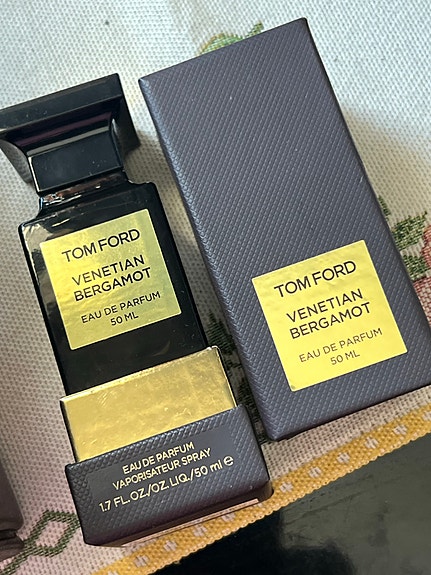 TOM FORD
VENETIAN
BERGAMOT
EAU DE PARFUM
50 ML
EAU DE PARFUM
VAPORISATEUR SPRAY
1.7 FL.OZ./OZ.LIQ./50 ml ℮
TOM FORD
VENETIAN
BERGAMOT
EAU DE PARFUM
50 ML